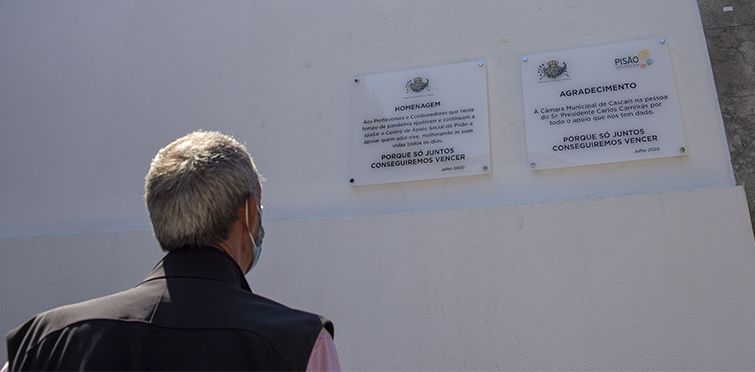 HOMENAGEM
Aos Profissionais e Colaboradores que neste
tempo de pandemia ajudaram e continuam a
ajudar o Centro de Apoio Social do Pisão a
Apoiar quem aqui vive, melhorando as suas
vidas todos os dias.
PORQUE SÓ JUNTOS
CONSEGUIREMOS VENCER
Julho 2020
PISÃO
AGRADECIMENTO
À Câmara Municipal de Cascais na pessoa
do Sr. Presidente Carlos Carreiras por
todo o apoio que nos tem dado.
PORQUE SÓ JUNTOS
CONSEGUIREMOS VENCER
Julho 2020